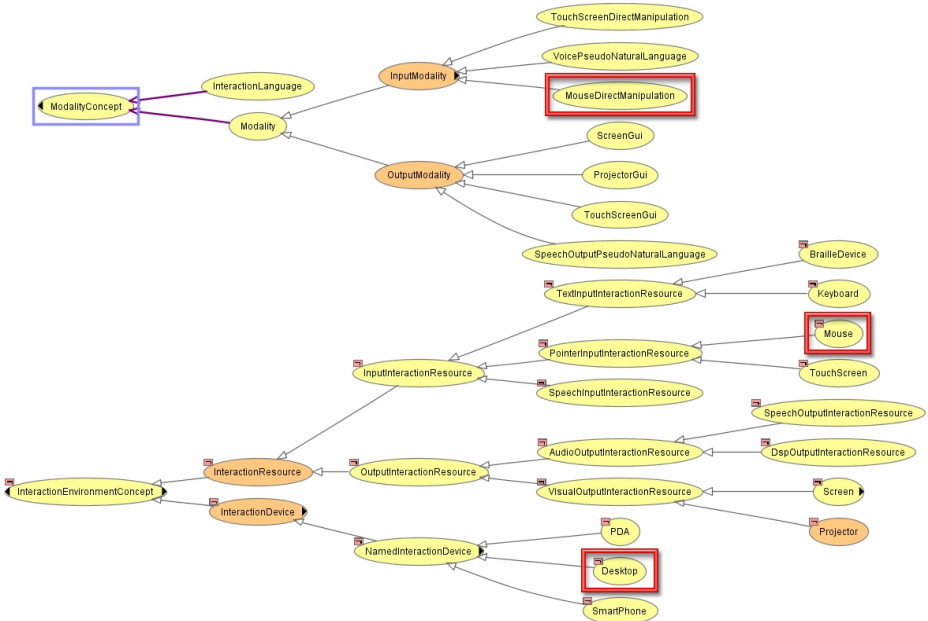 TouchScreenDirectManipulation
VoicePseudoNaturalLanguage
InputModality
MouseDirectManipulation
InteractionLanguage
ModalityConcept
Modality
ScreenGui
OutputModality
ProjectorGui
TouchScreenGui
SpeechOutputPseudoNaturalLanguage
BrailleDevice
TextInputInteractionResource
Keyboard
Mouse
PointerInputInteractionResource
InputInteractionResource
TouchScreen
SpeechInputInteractionResource
SpeechOutputInteractionResource
AudioOutputInteractionResource
DspOutputInteractionResource
InteractionResource
OutputInteractionResource
InteractionEnvironmentConcept
VisualOutputInteractionResource
Screen
InteractionDevice
Projector
PDA
NamedInteractionDevice
Desktop
SmartPhone